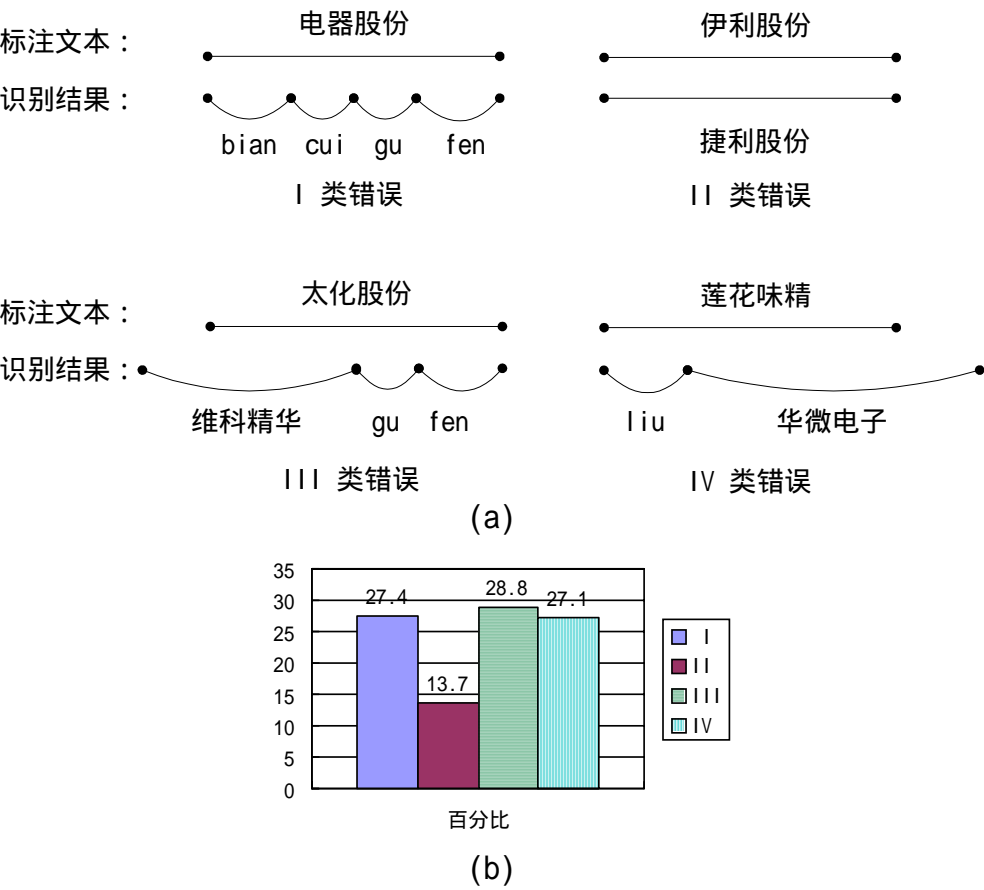 电器股份 伊利股份
标注文本：
识别结果：
bian cui gu fen 捷利股份
I 类错误 II 类错误
太化股份 莲花味精
标注文本：
识别结果：
维科精华 gu fen liu 华微电子
III 类错误 IV 类错误
(a)
35
30
25
20
15
10
5
0
27.4
13.7
28.8
27.1
I
II
III
IV
百分比
(b)